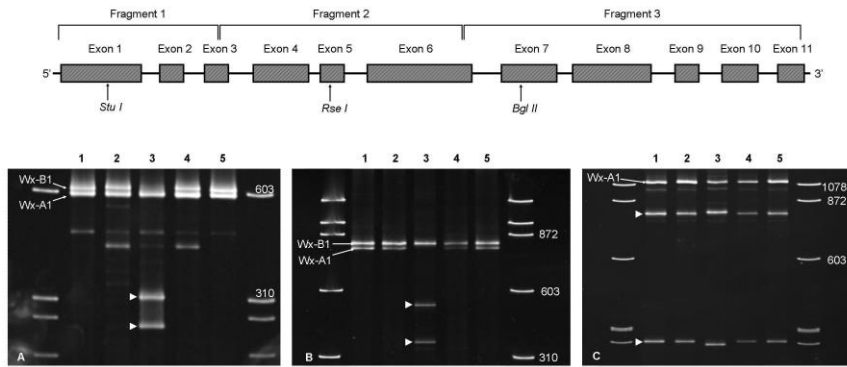 Fragment 1 Fragment 2 Fragment 3
Exon 1 Exon 2 Exon 3 Exon 4 Exon 5 Exon 6 Exon 7 Exon 8 Exon 9 Exon 10 Exon 11
5' 3'
Stu I Rse I Bgl II
1 2 3 4 5
Wx-B1
Wx-A1
603
310
A
1 2 3 4 5
Wx-B1
Wx-A1
872
603
310
B
1 2 3 4 5
Wx-A1
1078
872
603
C